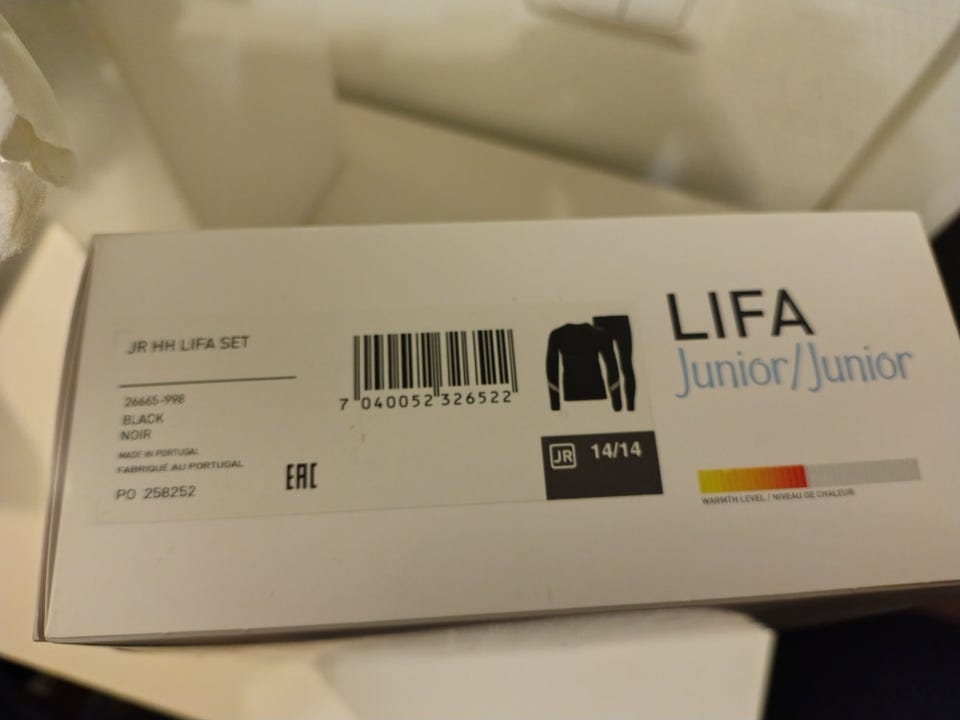 JR HH LIFA SET
26665-998
BLACK
NOIR
MADE IN PORTUGAL
FABRIQUÉ AU PORTUGAL
PO 258252
EAC
7 040052 326522
JR 14/14
LIFA
Junior/Junior
WARMTH LEVEL / NIVEAU DE CHALEUR